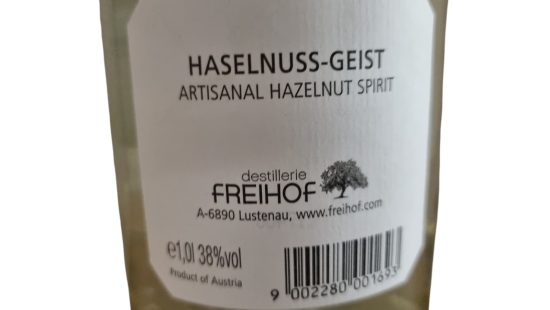 HASELNUSS-GEIST
ARTISANAL HAZELNUT SPIRIT
destillerie
FREIHOF
A-6890 Lustenau, www.freihof.com
e1,0l 38%vol
Product of Austria
9 002280 001693